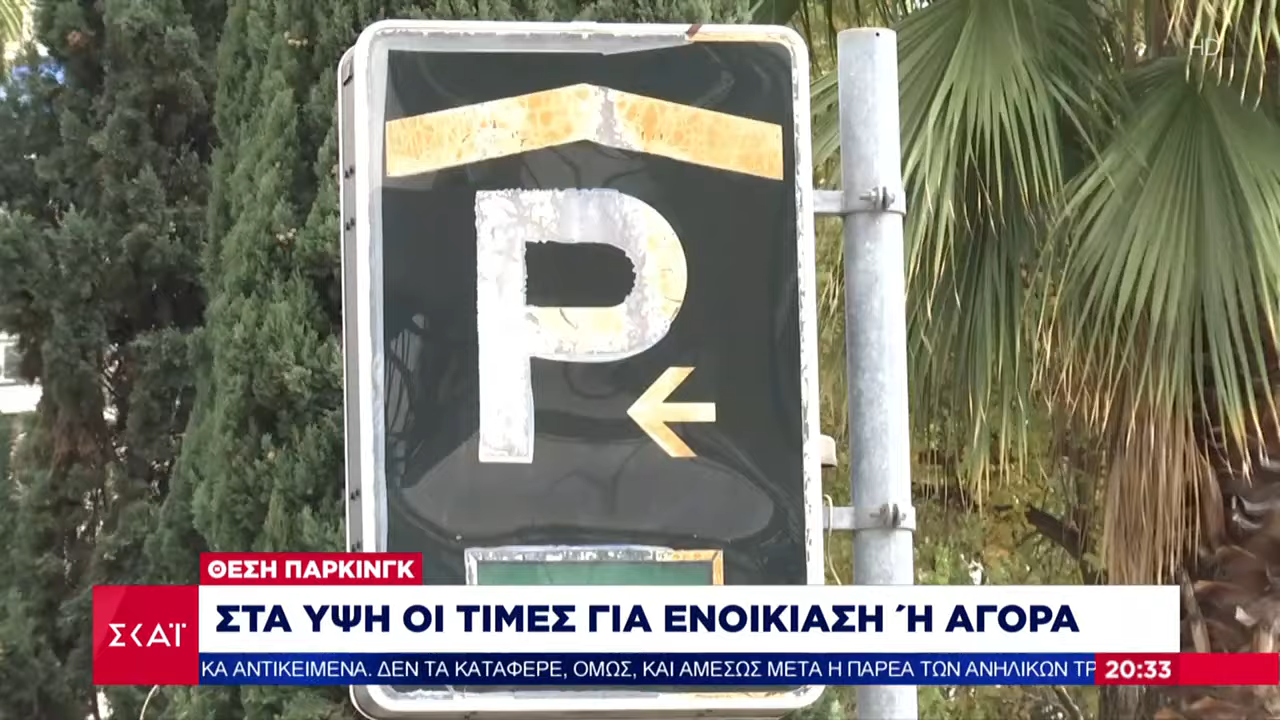 HD
P
ΘΕΣΗ ΠΑΡΚΙΝΓΚ
ΣΚΑΪ
ΣΤΑ ΥΨΗ ΟΙ ΤΙΜΕΣ ΓΙΑ ΕΝΟΙΚΙΑΣΗ Ή ΑΓΟΡΑ
ΚΑ ΑΝΤΙΚΕΙΜΕΝΑ. ΔΕΝ ΤΑ ΚΑΤΑΦΕΡΕ, ΟΜΩΣ, ΚΑΙ ΑΜΕΣΩΣ ΜΕΤΑ Η ΠΑΡΕΑ ΤΩΝ ΑΝΗΛΙΚΩΝ ΤΡ
20:33